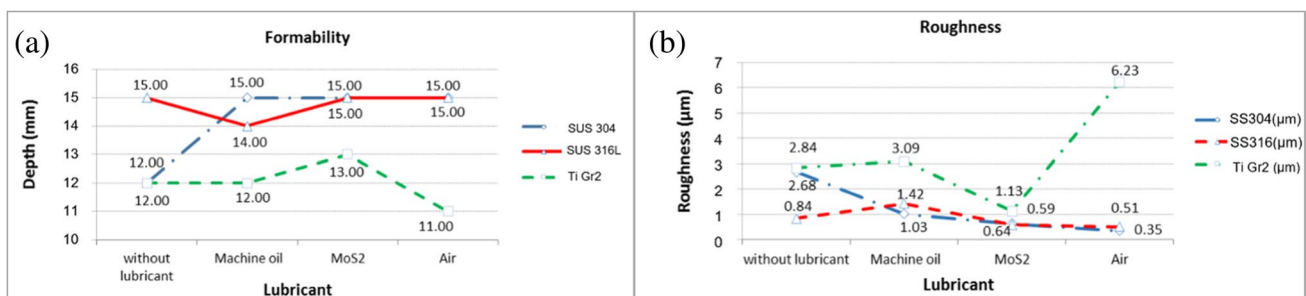 (a)
Formability
16
15
14
13
12
11
10
Depth (mm)
15.00
15.00
15.00
15.00
15.00
15.00
14.00
12.00
12.00
12.00
13.00
11.00
without
lubricant
Machine oil
MoS2
Air
Lubricant
SUS 304
SUS 316L
Ti Gr2
(b)
Roughness
7
6
5
4
3
2
1
0
Roughness (µm)
6.23
2.84
3.09
2.68
1.42
1.13
0.59
0.84
1.03
0.64
0.51
0.35
without lubricant
Machine oil
MoS2
Air
Lubricant
SS304(µm)
SS316(µm)
Ti Gr2 (µm)